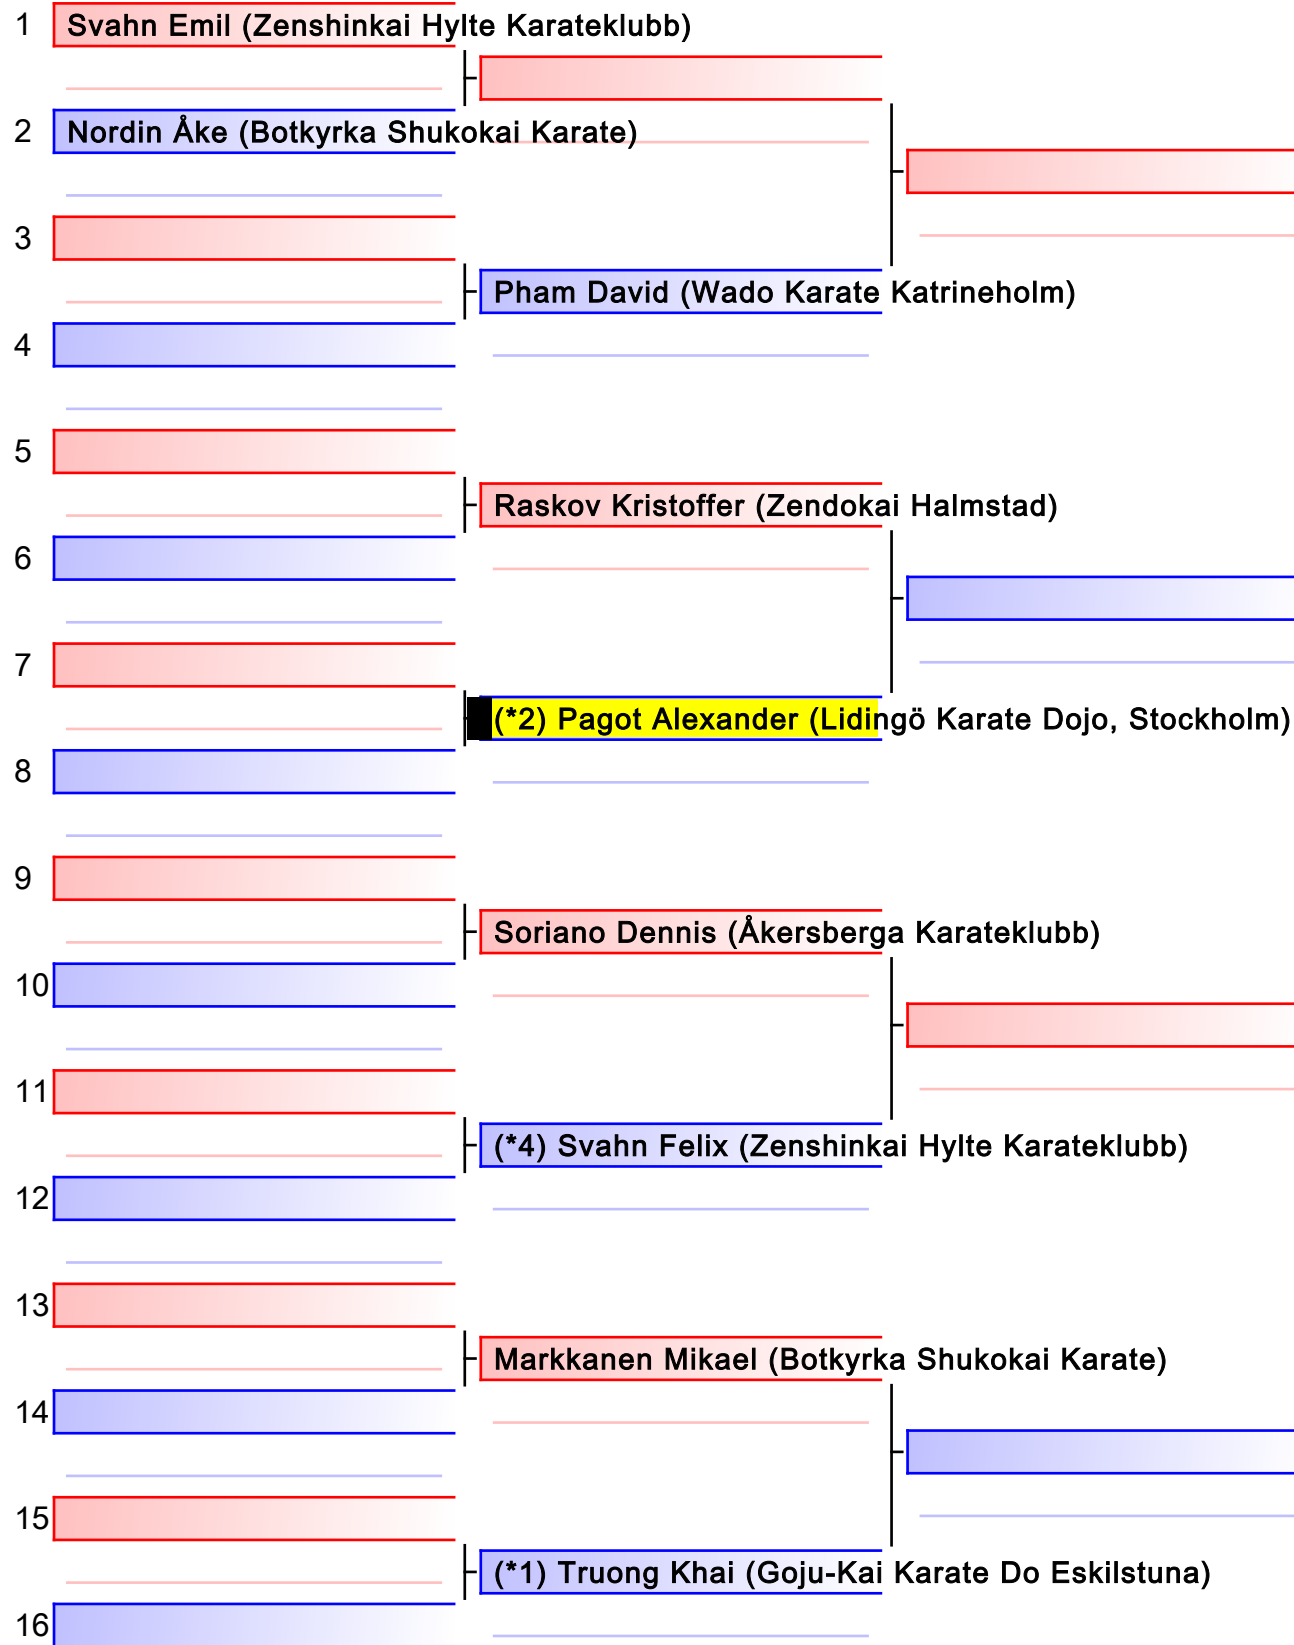 1 Svahn Emil (Zenshinkai Hylte Karateklubb)
2 Nordin Åke (Botkyrka Shukokai Karate)
3
Pham David (Wado Karate Katrineholm)
4
5
Raskov Kristoffer (Zendokai Halmstad)
6
7
(*2) Pagot Alexander (Lidingö Karate Dojo, Stockholm)
8
9
Soriano Dennis (Åkersberga Karateklubb)
10
11
(*4) Svahn Felix (Zenshinkai Hylte Karateklubb)
12
13
Markkanen Mikael (Botkyrka Shukokai Karate)
14
15
(*1) Truong Khai (Goju-Kai Karate Do Eskilstuna)
16